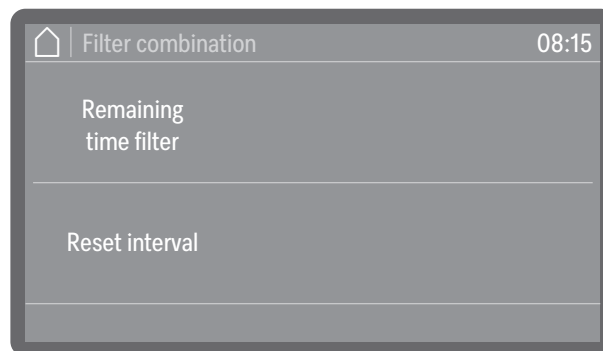 Filter combination 08:15
Remaining
time filter
Reset interval